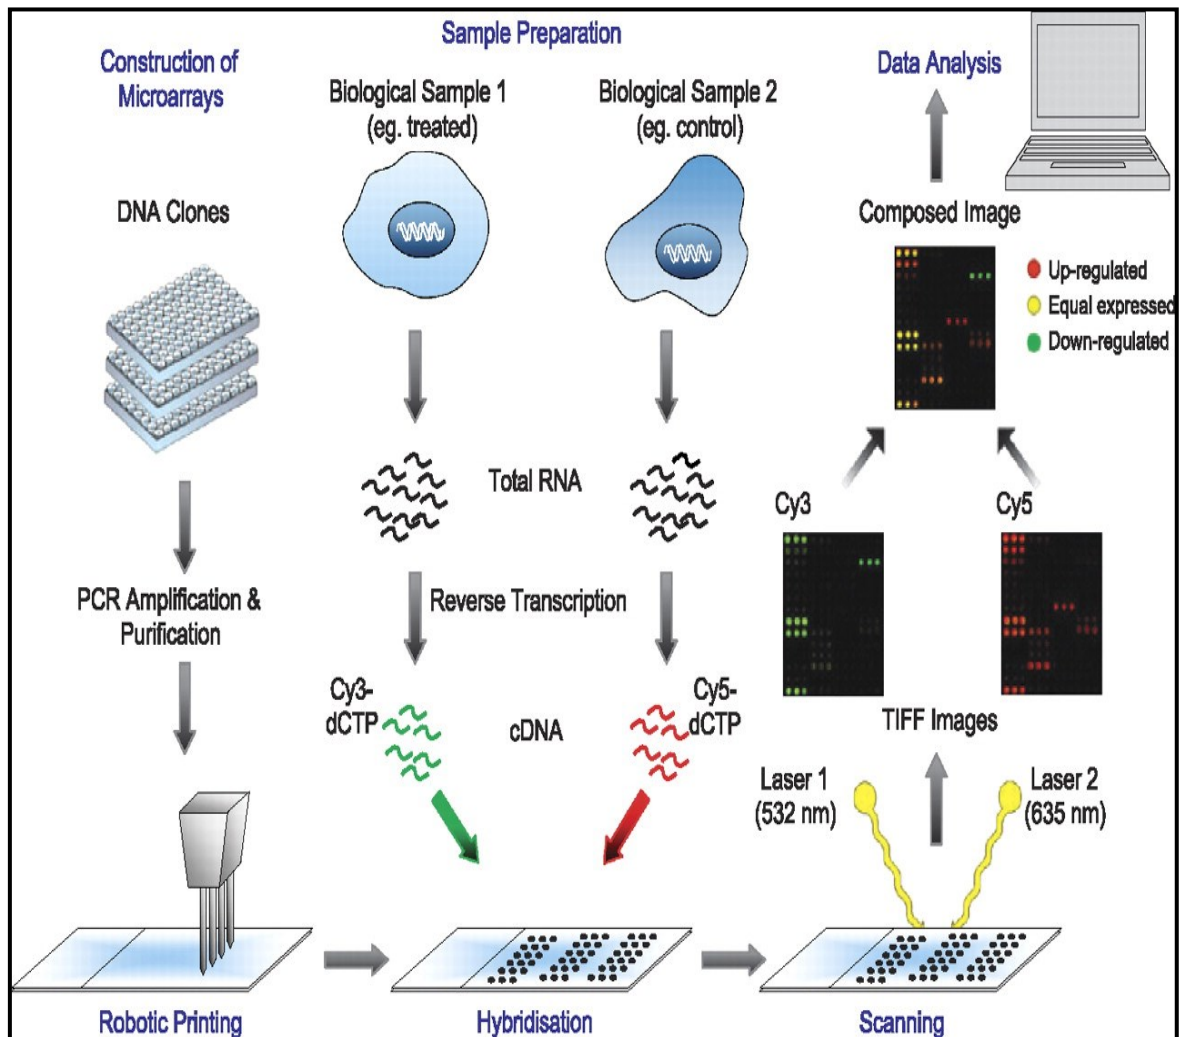 Construction of
Microarrays
DNA Clones
PCR Amplification &
Purification
Robotic Printing
Sample Preparation
Biological Sample 1
(eg. treated)
Biological Sample 2
(eg. control)
Total RNA
Reverse Transcription
Cy3-
dCTP
cDNA
Cy5-
dCTP
Hybridisation
Data Analysis
Composed Image
Up-regulated
Equal expressed
Down-regulated
Cy3
Cy5
TIFF Images
Laser 1
(532 nm)
Laser 2
(635 nm)
Scanning